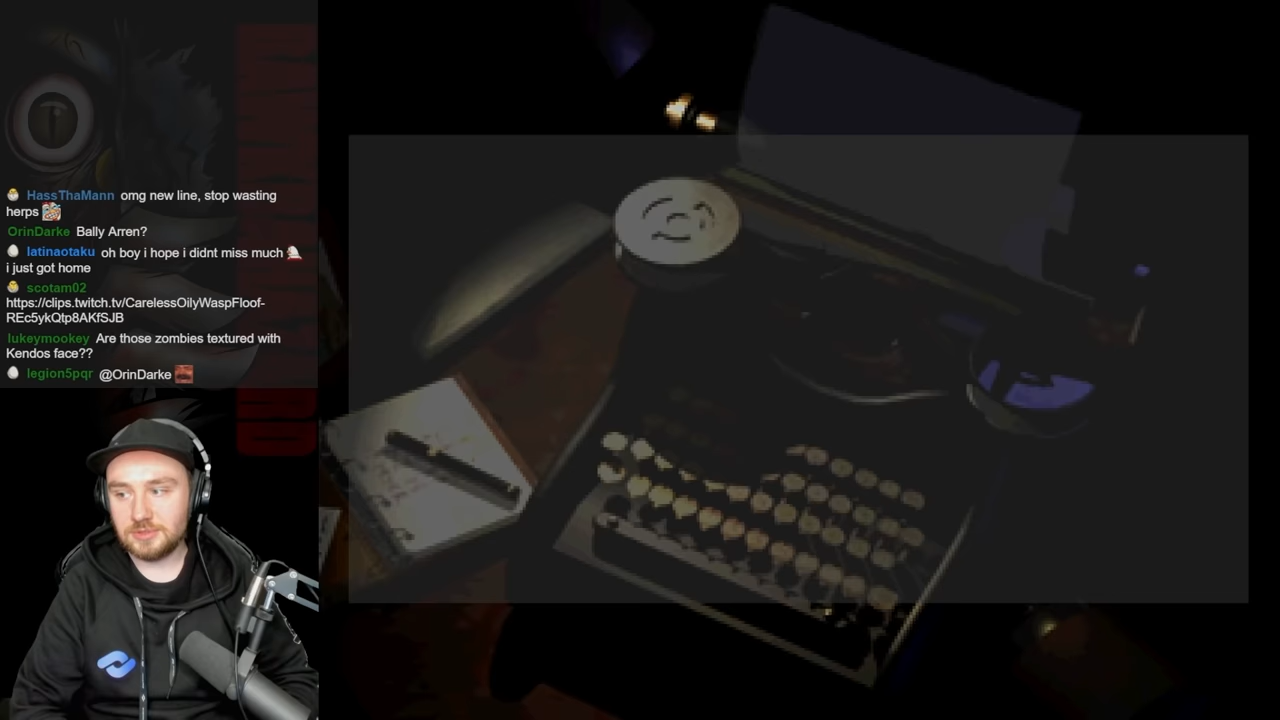 HassThaMann omg new line, stop wasting
herps
OrinDarke Bally Arren?
latinaotaku oh boy i hope i didnt miss much
i just got home
scotam02
https://clips.twitch.tv/CarelessOilyWaspFloof-
REc5ykQtp8AKfSJB
lukeymookey Are those zombies textured with
Kendos face??
legion5pqr @OrinDarke